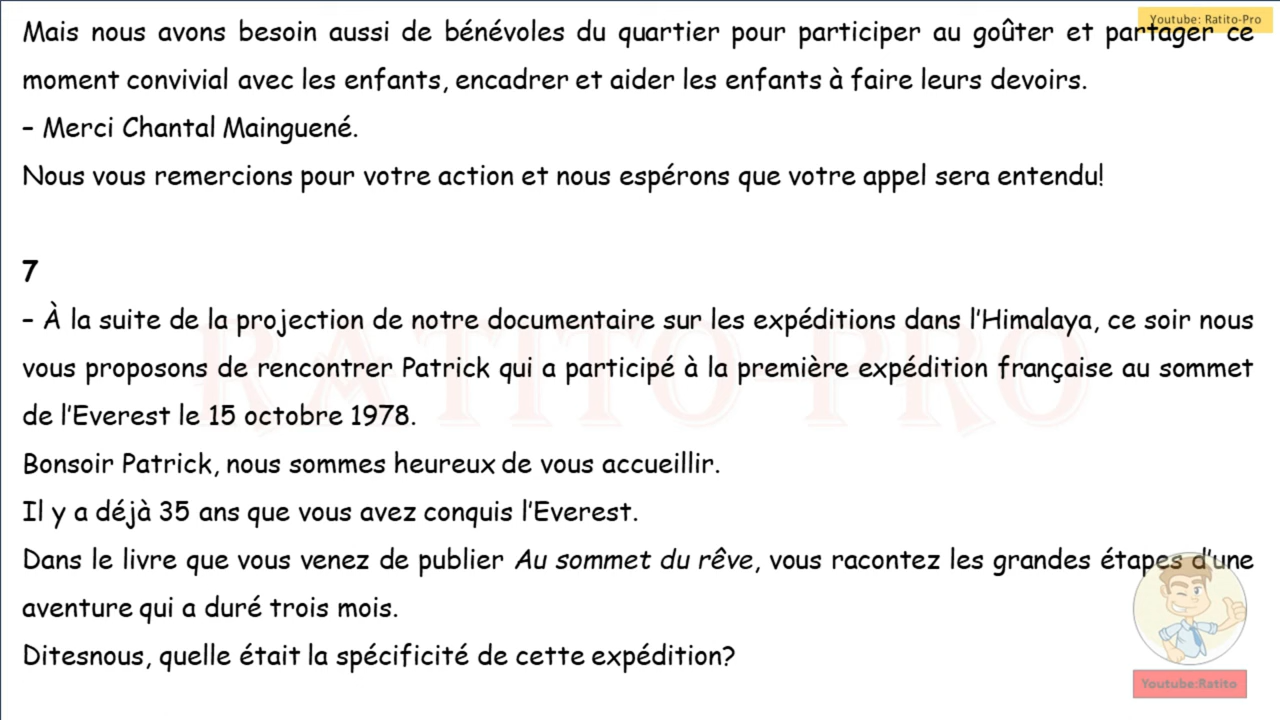 Youtube: Ratito-Pro
Mais nous avons besoin aussi de bénévoles du quartier pour participer au goûter et partager ce
moment convivial avec les enfants, encadrer et aider les enfants à faire leurs devoirs.
– Merci Chantal Mainguené.
Nous vous remercions pour votre action et nous espérons que votre appel sera entendu!
7
– À la suite de la projection de notre documentaire sur les expéditions dans l'Himalaya, ce soir nous
vous proposons de rencontrer Patrick qui a participé à la première expédition française au sommet
de l'Everest le 15 octobre 1978.
RATITO-PRO
Bonsoir Patrick, nous sommes heureux de vous accueillir.
Il y a déjà 35 ans que vous avez conquis l'Everest.
Dans le livre que vous venez de publier Au sommet du rêve, vous racontez les grandes étapes d'une
aventure qui a duré trois mois.
Ditesnous, quelle était la spécificité de cette expédition?
Youtube:Ratito